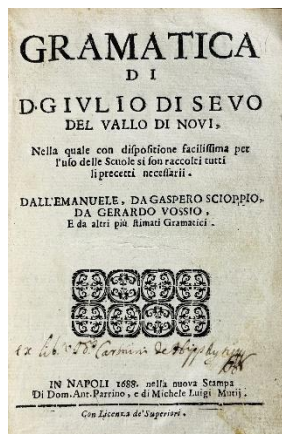 GRAMATICA
DI
D. GIVLIO DI SEVO
DEL VALLO DI NOVI,
Nella quale con dispositione facilissima per
l'uso delle Scuole si son raccolti tutti
li precetti necessarii.
DALL'EMANUELE, DA GASPERO SCIOPPIO,
DA GERARDO VOSSIO,
E da altri più stimati Gramatici.
ex
IN NAPOLI 1688. nella nuova Stampa
Di Dom. Ant. Parrino, e di Michele Luigi Mutij.
Con Licenza de' Superiori.